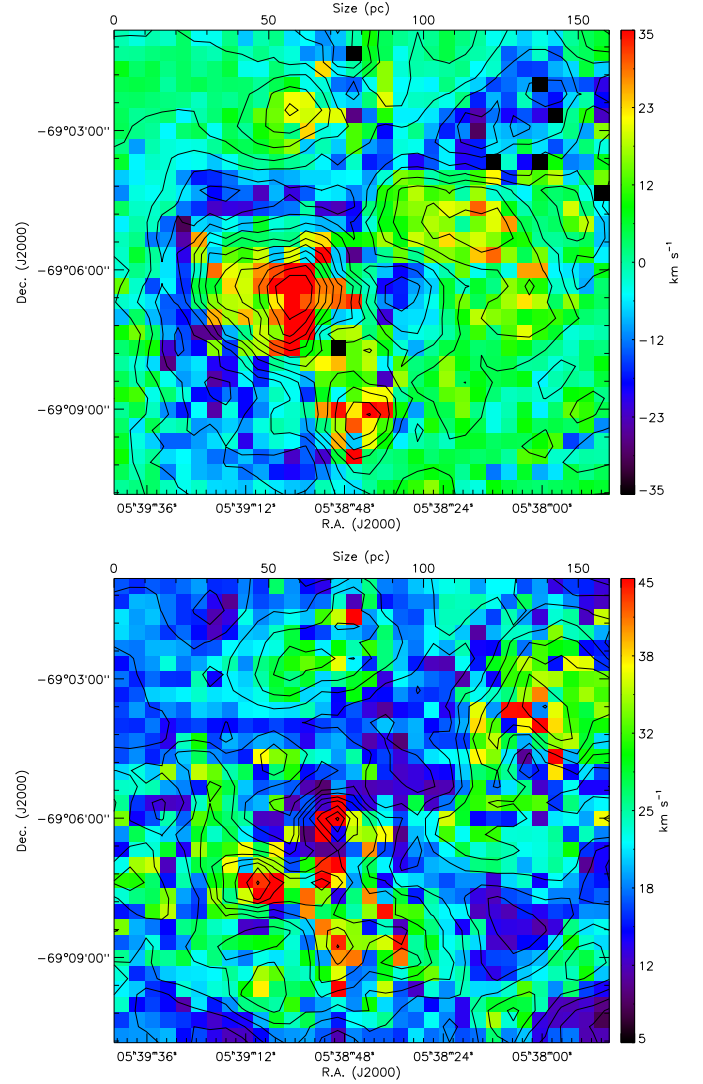 Size (pc)
0 50 100 150
35
23
12
0
−12
−23
−35
km s⁻¹
−69°03'00"
−69°06'00"
−69°09'00"
Dec. (J2000)
05ʰ39ᵐ36ˢ 05ʰ39ᵐ12ˢ 05ʰ38ᵐ48ˢ 05ʰ38ᵐ24ˢ 05ʰ38ᵐ00ˢ
R.A. (J2000)
Size (pc)
0 50 100 150
45
38
32
25
18
12
5
km s⁻¹
−69°03'00"
−69°06'00"
−69°09'00"
Dec. (J2000)
05ʰ39ᵐ36ˢ 05ʰ39ᵐ12ˢ 05ʰ38ᵐ48ˢ 05ʰ38ᵐ24ˢ 05ʰ38ᵐ00ˢ
R.A. (J2000)